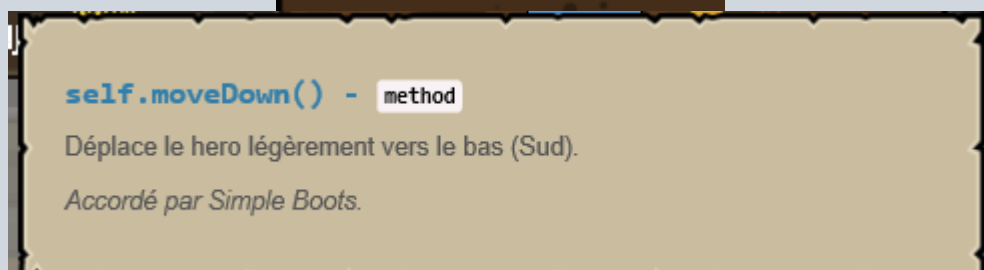 self.moveDown() - method
Déplace le hero légèrement vers le bas (Sud).
Accordé par Simple Boots.